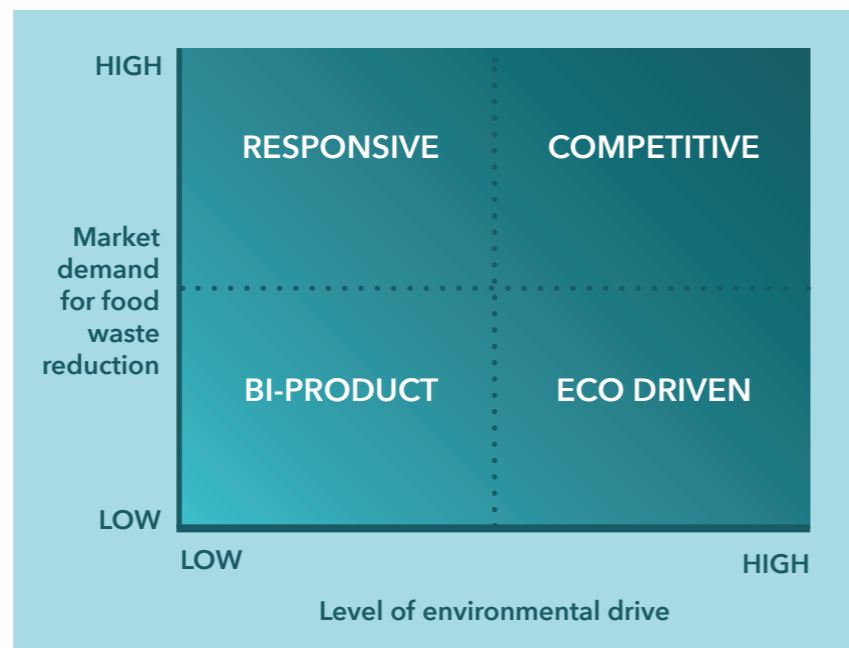 HIGH
RESPONSIVE
COMPETITIVE
Market
demand
for food
waste
reduction
BI-PRODUCT
ECO DRIVEN
LOW
LOW
HIGH
Level of environmental drive